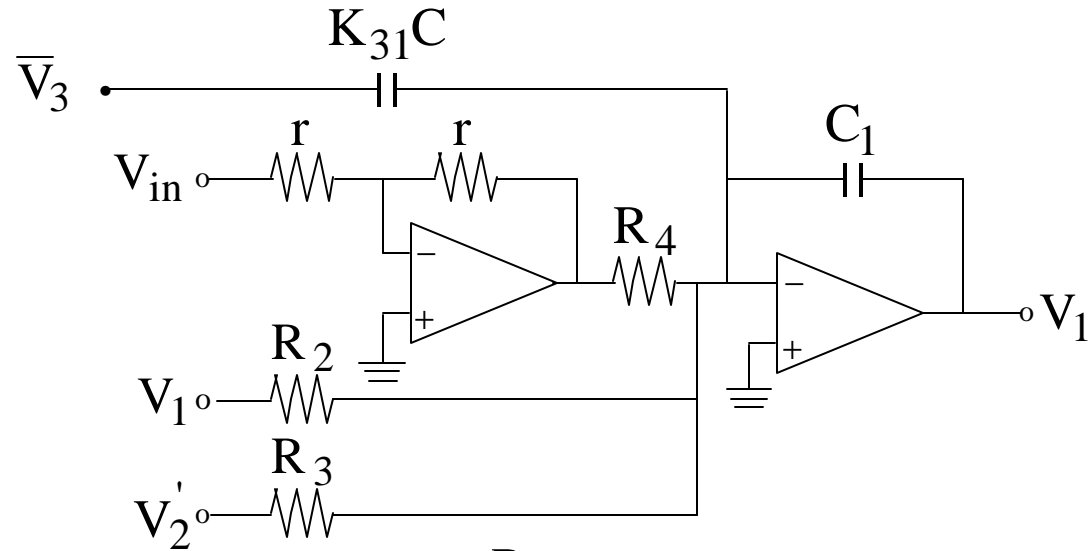 K31C
V̅3
r r
Vin
C1
R4
−
−
+
+
V1
R2
V1
R3
V2'